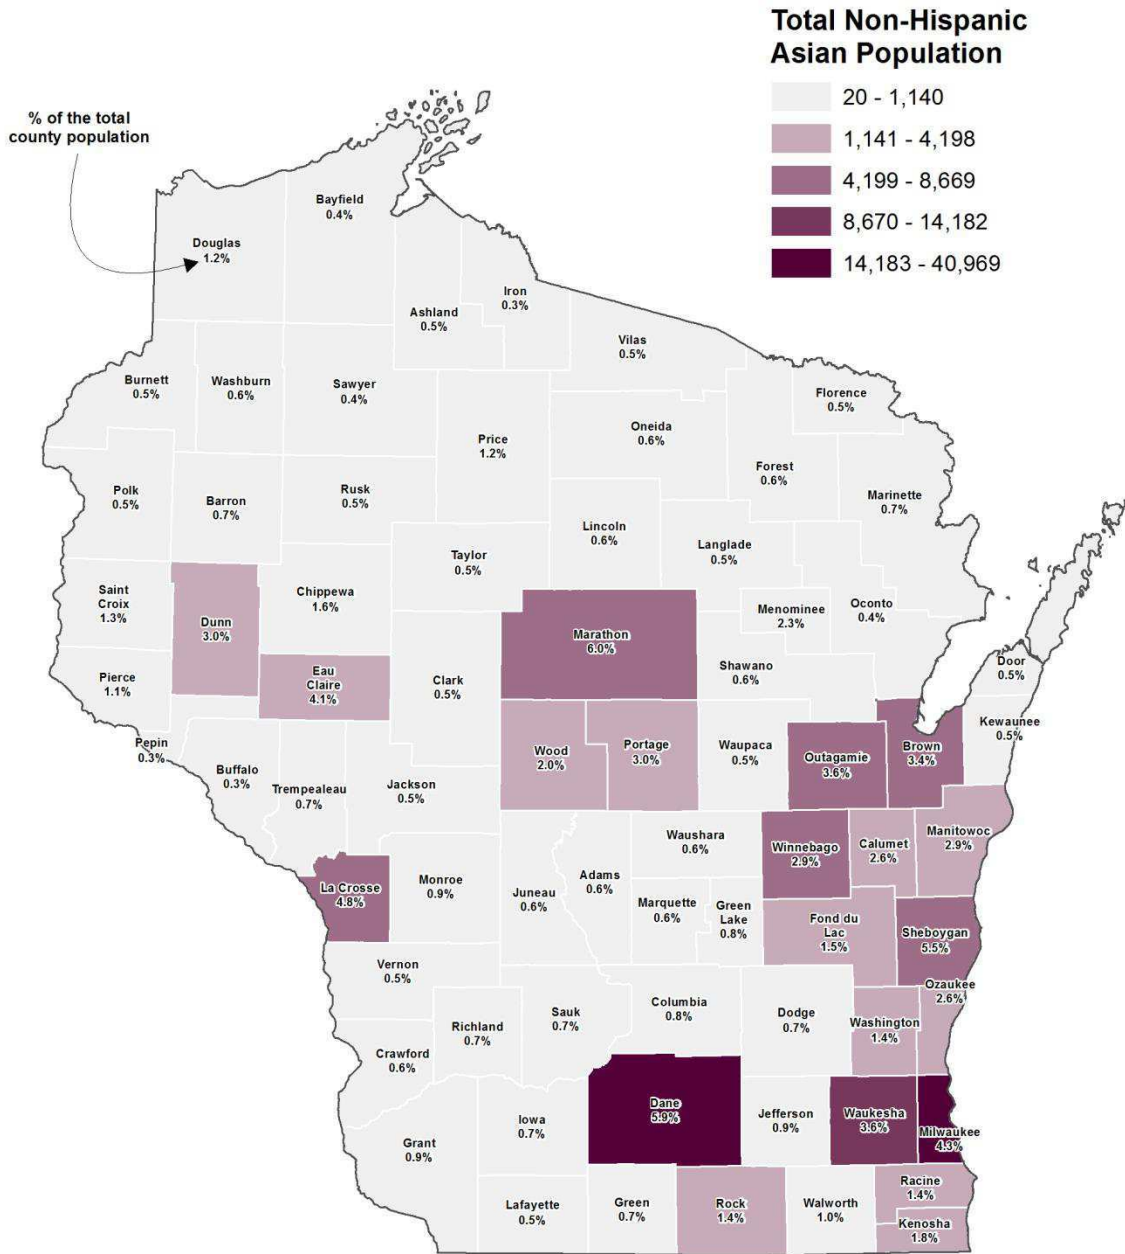 Total Non-Hispanic
Asian Population
20 - 1,140
1,141 - 4,198
4,199 - 8,669
8,670 - 14,182
14,183 - 40,969
% of the total
county population
Bayfield
0.4%
Douglas
1.2%
Iron
0.3%
Ashland
0.5%
Vilas
0.5%
Burnett
0.5%
Washburn
0.6%
Sawyer
0.4%
Florence
0.5%
Price
1.2%
Oneida
0.6%
Forest
0.6%
Marinette
0.7%
Polk
0.5%
Barron
0.7%
Rusk
0.5%
Lincoln
0.6%
Langlade
0.5%
Taylor
0.5%
Saint
Croix
1.3%
Dunn
3.0%
Chippewa
1.6%
Menominee
2.3%
Oconto
0.4%
Marathon
6.0%
Pierce
1.1%
Eau
Claire
4.1%
Clark
0.5%
Shawano
0.6%
Door
0.5%
Kewaunee
0.5%
Pepin
0.3%
Buffalo
0.3%
Trempealeau
0.7%
Jackson
0.5%
Wood
2.0%
Portage
3.0%
Waupaca
0.5%
Outagamie
3.6%
Brown
3.4%
Waushara
0.6%
Winnebago
2.9%
Calumet
2.6%
Manitowoc
2.9%
La Crosse
4.8%
Monroe
0.9%
Juneau
0.6%
Adams
0.6%
Marquette
0.6%
Green
Lake
0.8%
Fond du
Lac
1.5%
Sheboygan
5.5%
Vernon
0.5%
Ozaukee
2.6%
Richland
0.7%
Sauk
0.7%
Columbia
0.8%
Dodge
0.7%
Washington
1.4%
Crawford
0.6%
Iowa
0.7%
Dane
5.9%
Jefferson
0.9%
Waukesha
3.6%
Milwaukee
4.3%
Grant
0.9%
Lafayette
0.5%
Green
0.7%
Rock
1.4%
Walworth
1.0%
Racine
1.4%
Kenosha
1.8%